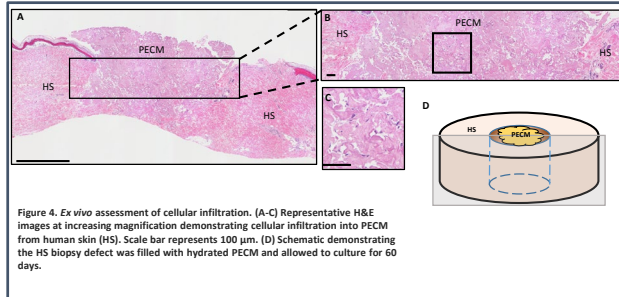 A
PECM
HS
HS
B
PECM
HS
HS
C
D
HS
PECM
Figure 4. Ex vivo assessment of cellular infiltration. (A-C) Representative H&E
images at increasing magnification demonstrating cellular infiltration into PECM
from human skin (HS). Scale bar represents 100 μm. (D) Schematic demonstrating
the HS biopsy defect was filled with hydrated PECM and allowed to culture for 60
days.